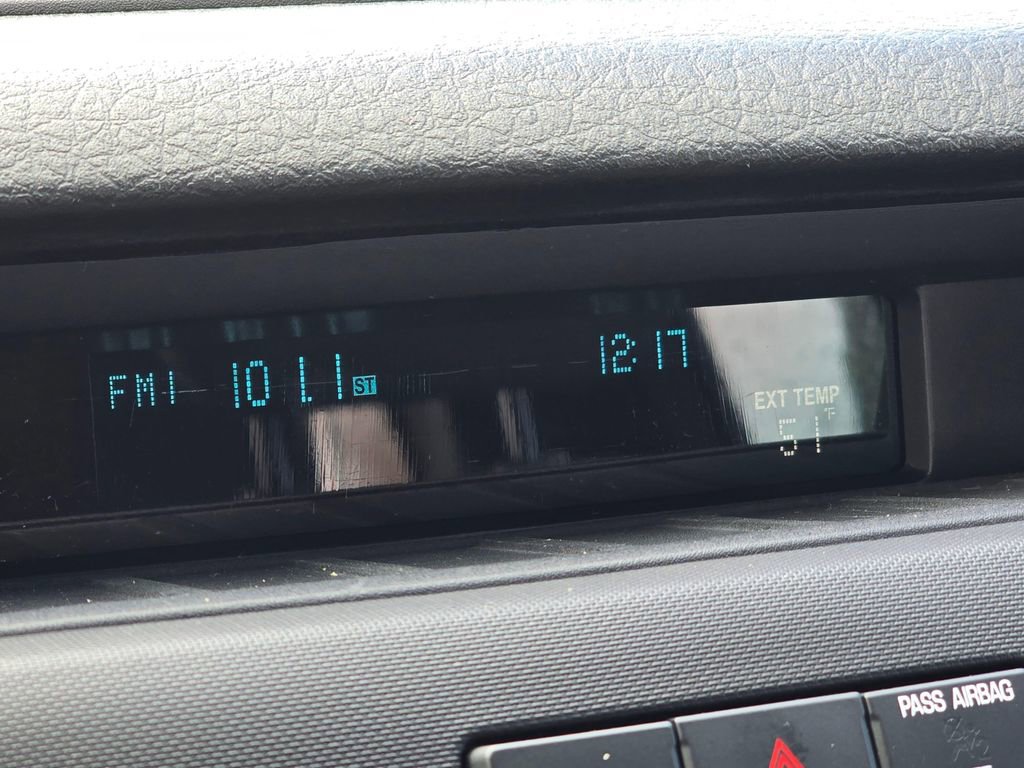 FM1 101.1 ST 12:17
EXT TEMP
51 °F
PASS AIRBAG